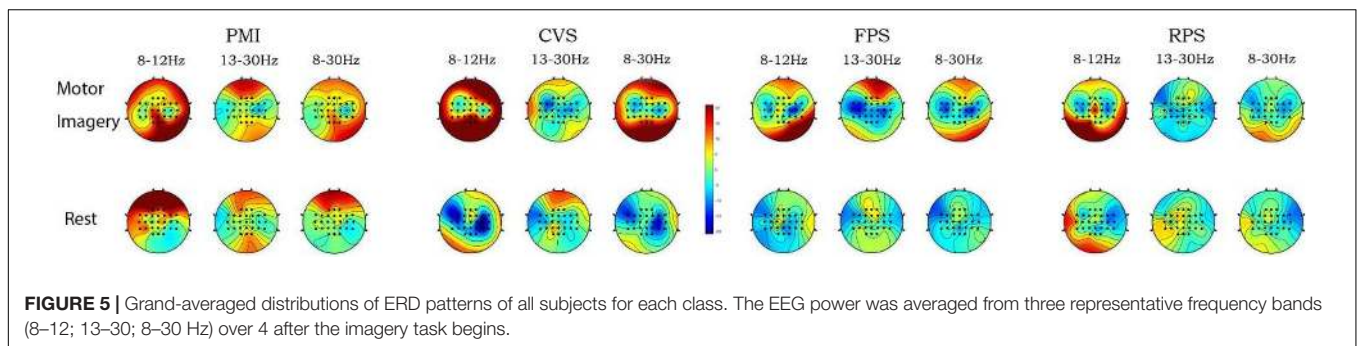 PMI CVS FPS RPS
8-12Hz 13-30Hz 8-30Hz 8-12Hz 13-30Hz 8-30Hz 8-12Hz 13-30Hz 8-30Hz 8-12Hz 13-30Hz 8-30Hz
Motor
Imagery
Rest
FIGURE 5 | Grand-averaged distributions of ERD patterns of all subjects for each class. The EEG power was averaged from three representative frequency bands
(8–12; 13–30; 8–30 Hz) over 4 after the imagery task begins.